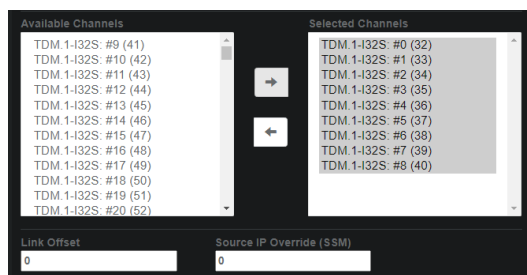 Available Channels
TDM.1-I32S: #9 (41)
TDM.1-I32S: #10 (42)
TDM.1-I32S: #11 (43)
TDM.1-I32S: #12 (44)
TDM.1-I32S: #13 (45)
TDM.1-I32S: #14 (46)
TDM.1-I32S: #15 (47)
TDM.1-I32S: #16 (48)
TDM.1-I32S: #17 (49)
TDM.1-I32S: #18 (50)
TDM.1-I32S: #19 (51)
TDM.1-I32S: #20 (52)
Selected Channels
TDM.1-I32S: #0 (32)
TDM.1-I32S: #1 (33)
TDM.1-I32S: #2 (34)
TDM.1-I32S: #3 (35)
TDM.1-I32S: #4 (36)
TDM.1-I32S: #5 (37)
TDM.1-I32S: #6 (38)
TDM.1-I32S: #7 (39)
TDM.1-I32S: #8 (40)
Link Offset
0
Source IP Override (SSM)
0